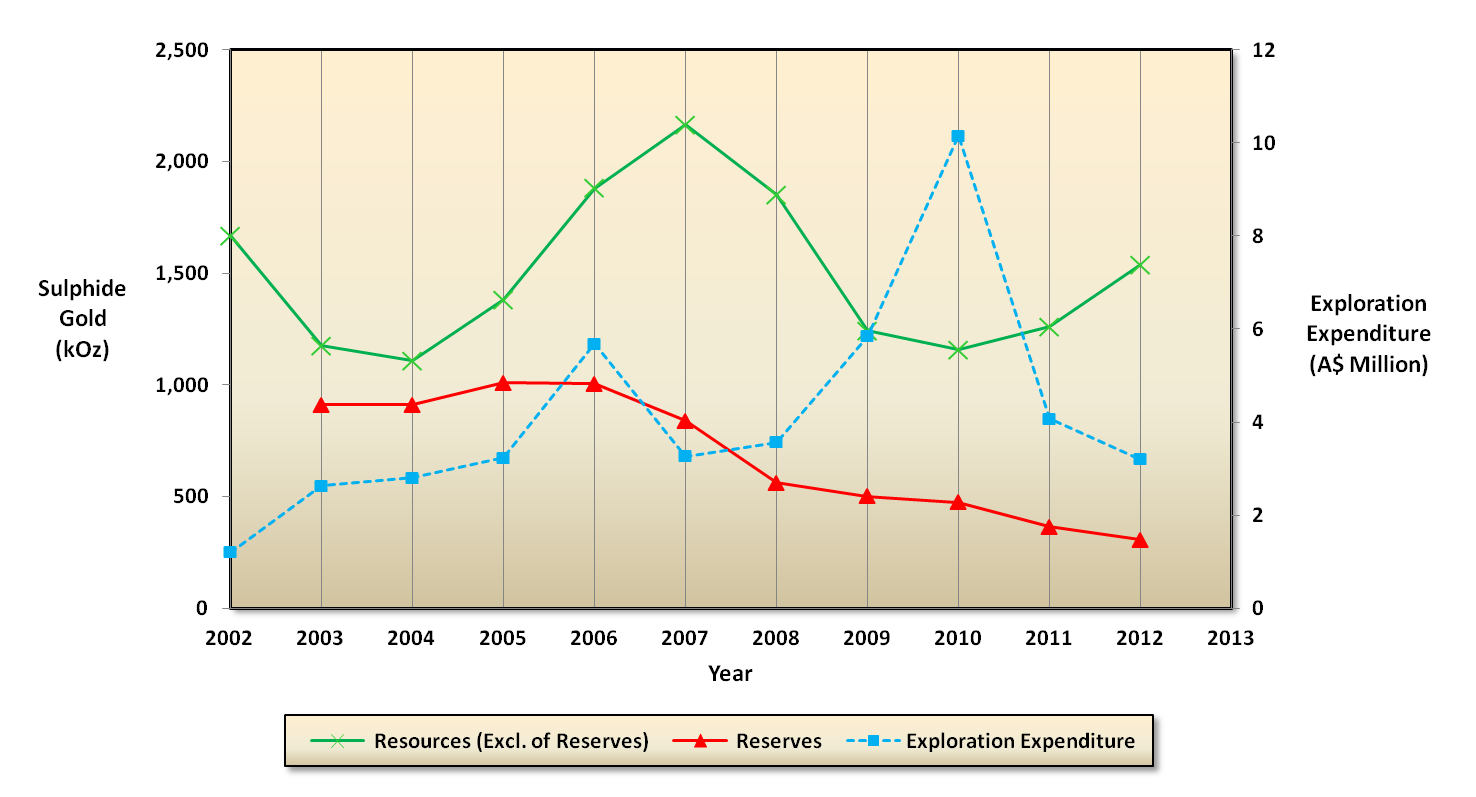 2,500
2,000
1,500
1,000
500
0
Sulphide
Gold
(kOz)
12
10
8
6
4
2
0
Exploration
Expenditure
(A$ Million)
2002 2003 2004 2005 2006 2007 2008 2009 2010 2011 2012 2013
Year
Resources (Excl. of Reserves) Reserves Exploration Expenditure